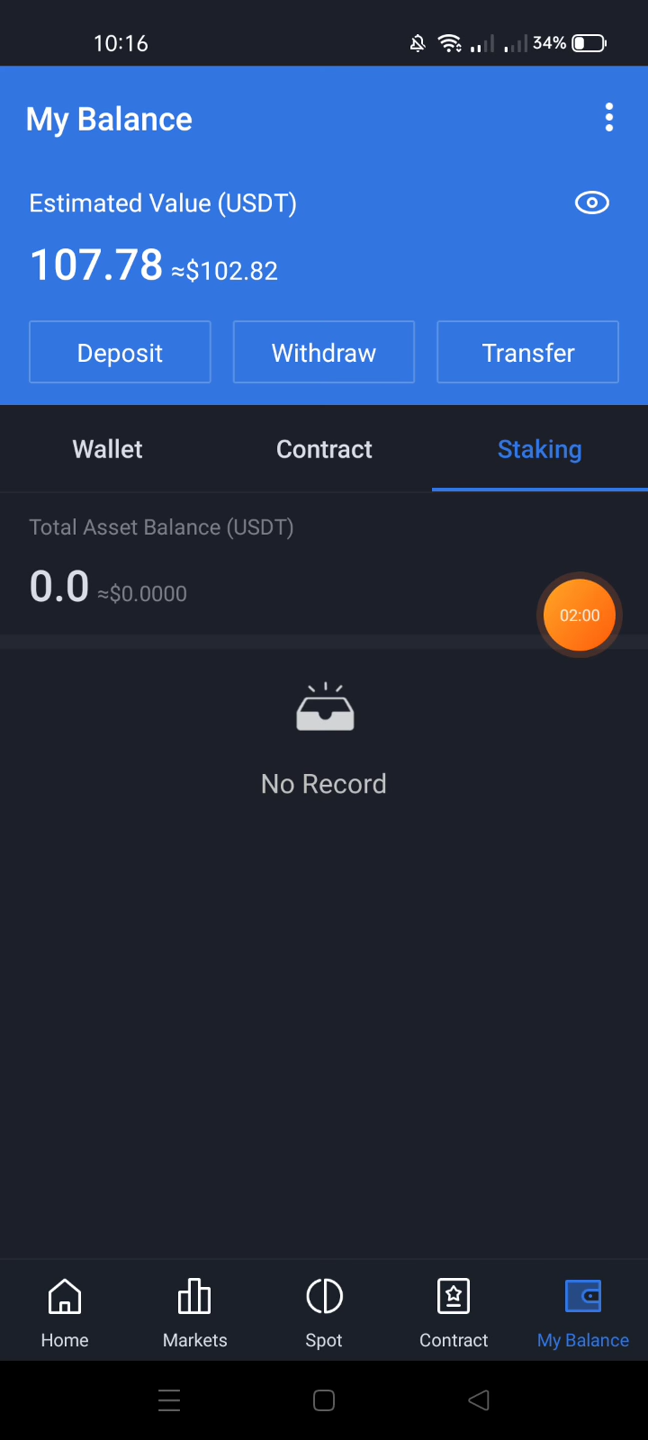 10:16 34%
My Balance
Estimated Value (USDT)
107.78 ≈$102.82
Deposit Withdraw Transfer
Wallet Contract Staking
Total Asset Balance (USDT)
0.0 ≈$0.0000
02:00
No Record
Home Markets Spot Contract My Balance